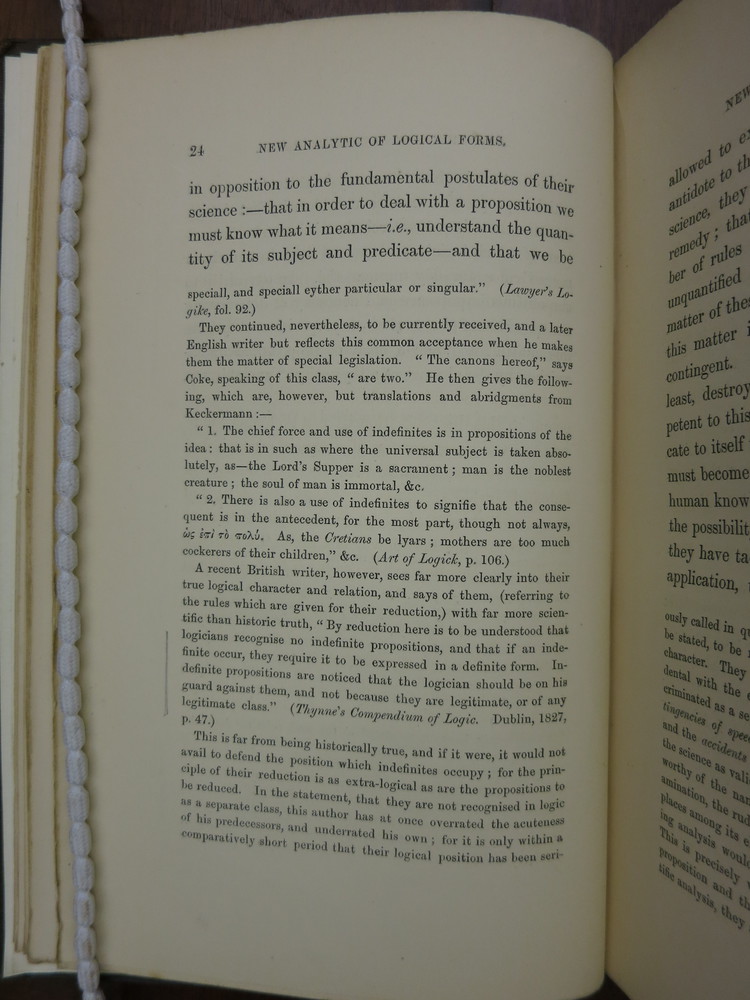 24 NEW ANALYTIC OF LOGICAL FORMS.
in opposition to the fundamental postulates of their
science :—that in order to deal with a proposition we
must know what it means—i.e., understand the quan-
tity of its subject and predicate—and that we be
speciall, and speciall eyther particular or singular.” (Lawyer's Lo-
gike, fol. 92.)
They continued, nevertheless, to be currently received, and a later
English writer but reflects this common acceptance when he makes
them the matter of special legislation. “ The canons hereof,” says
Coke, speaking of this class, “ are two.” He then gives the follow-
ing, which are, however, but translations and abridgments from
Keckermann :—
“ 1. The chief force and use of indefinites is in propositions of the
idea : that is in such as where the universal subject is taken abso-
lutely, as—the Lord's Supper is a sacrament ; man is the noblest
creature ; the soul of man is immortal, &c.
“ 2. There is also a use of indefinites to signifie that the conse-
quent is in the antecedent, for the most part, though not always,
ὡς ἐπὶ τὸ πολύ. As, the Cretians be lyars ; mothers are too much
cockerers of their children,” &c. (Art of Logick, p. 106.)
A recent British writer, however, sees far more clearly into their
true logical character and relation, and says of them, (referring to
the rules which are given for their reduction,) with far more scien-
tific than historic truth, “ By reduction here is to be understood that
logicians recognise no indefinite propositions, and that if an inde-
finite occur, they require it to be expressed in a definite form. In-
definite propositions are noticed that the logician should be on his
guard against them, and not because they are legitimate, or of any
legitimate class.” (Thynne's Compendium of Logic. Dublin, 1827,
p. 47.)
This is far from being historically true, and if it were, it would not
avail to defend the position which indefinites occupy ; for the prin-
ciple of their reduction is as extra-logical as are the propositions to
be reduced. In the statement, that they are not recognised in logic
as a separate class, this author has at once overrated the acuteness
of his predecessors, and underrated his own ; for it is only within a
comparatively short period that their logical position has been seri-
NEW
allowed to
antidote to
science, they
remedy ;
ber of rules
unquantified
matter of
this matter
contingent.
least, destroy
petent to this
cate to itself
must become
human know
the
they have
application,
ously called in
be stated, to be
character. They
dental with the
criminated as a
tingencies of
and the accidents
the science as
worthy of the
amination, the
places among its
ing analysis
This is precisely
proposition and
tific analysis, they